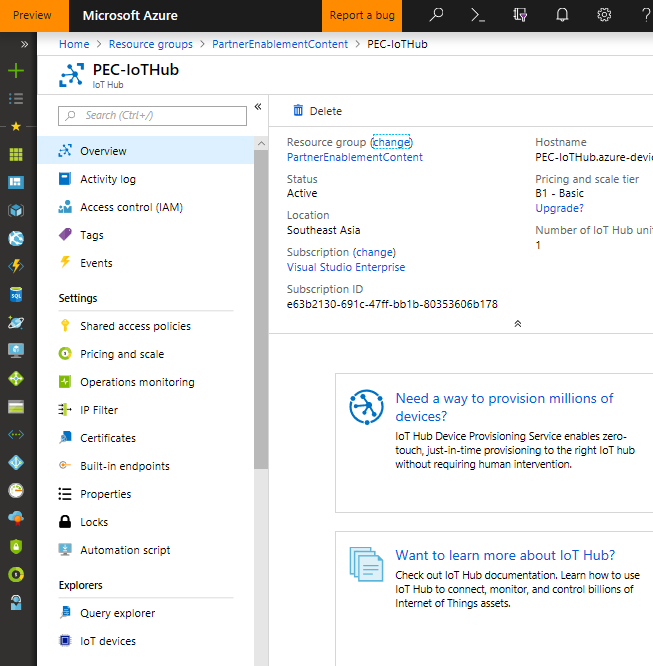 Preview
Microsoft Azure
Report a bug
Home > Resource groups > PartnerEnablementContent > PEC-IoTHub
PEC-IoTHub
IoT Hub
Search (Ctrl+/)
Overview
Activity log
Access control (IAM)
Tags
Events
Settings
Shared access policies
Pricing and scale
Operations monitoring
IP Filter
Certificates
Built-in endpoints
Properties
Locks
Automation script
Explorers
Query explorer
IoT devices
Delete
Resource group (change)
PartnerEnablementContent
Status
Active
Location
Southeast Asia
Subscription (change)
Visual Studio Enterprise
Subscription ID
e63b2130-691c-47ff-bb1b-80353606b178
Hostname
PEC-IoTHub.azure-devi
Pricing and scale tier
B1 - Basic
Upgrade?
Number of IoT Hub unit
1
Need a way to provision millions of
devices?
IoT Hub Device Provisioning Service enables zero-
touch, just-in-time provisioning to the right IoT hub
without requiring human intervention.
Want to learn more about IoT Hub?
Check out IoT Hub documentation. Learn how to use
IoT Hub to connect, monitor, and control billions of
Internet of Things assets.